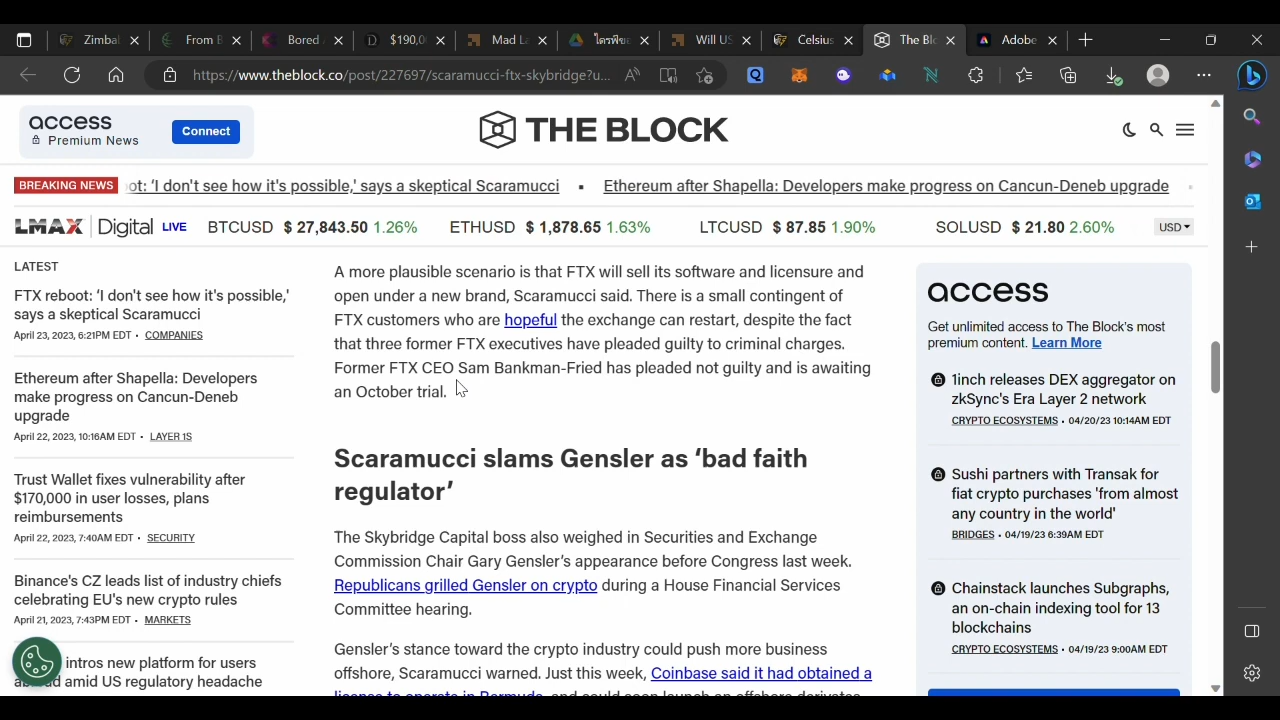 Zimbal
From B
Bored
$190,0
Mad La
ไดรฟ์ขอ
Will US
Celsius
The Blo
Adobe
https://www.theblock.co/post/227697/scaramucci-ftx-skybridge?u...
access
Premium News
Connect
THE BLOCK
BREAKING NEWS
ot: 'I don't see how it's possible,' says a skeptical Scaramucci ▪ Ethereum after Shapella: Developers make progress on Cancun-Deneb upgrade
LMAX Digital LIVE BTCUSD $ 27,843.50 1.26% ETHUSD $ 1,878.65 1.63% LTCUSD $ 87.85 1.90% SOLUSD $ 21.80 2.60% USD
LATEST
FTX reboot: 'I don't see how it's possible,'
says a skeptical Scaramucci
April 23, 2023, 6:21PM EDT · COMPANIES
Ethereum after Shapella: Developers
make progress on Cancun-Deneb
upgrade
April 22, 2023, 10:16AM EDT · LAYER 1S
Trust Wallet fixes vulnerability after
$170,000 in user losses, plans
reimbursements
April 22, 2023, 7:40AM EDT · SECURITY
Binance's CZ leads list of industry chiefs
celebrating EU's new crypto rules
April 21, 2023, 7:43PM EDT · MARKETS
intros new platform for users
amid US regulatory headache
A more plausible scenario is that FTX will sell its software and licensure and
open under a new brand, Scaramucci said. There is a small contingent of
FTX customers who are hopeful the exchange can restart, despite the fact
that three former FTX executives have pleaded guilty to criminal charges.
Former FTX CEO Sam Bankman-Fried has pleaded not guilty and is awaiting
an October trial.
Scaramucci slams Gensler as 'bad faith
regulator'
The Skybridge Capital boss also weighed in Securities and Exchange
Commission Chair Gary Gensler's appearance before Congress last week.
Republicans grilled Gensler on crypto during a House Financial Services
Committee hearing.
Gensler's stance toward the crypto industry could push more business
offshore, Scaramucci warned. Just this week, Coinbase said it had obtained a
license to operate in Bermuda, and could soon launch an offshore derivates
access
Get unlimited access to The Block's most
premium content. Learn More
1inch releases DEX aggregator on
zkSync's Era Layer 2 network
CRYPTO ECOSYSTEMS · 04/20/23 10:14AM EDT
Sushi partners with Transak for
fiat crypto purchases 'from almost
any country in the world'
BRIDGES · 04/19/23 6:39AM EDT
Chainstack launches Subgraphs,
an on-chain indexing tool for 13
blockchains
CRYPTO ECOSYSTEMS · 04/19/23 9:00AM EDT